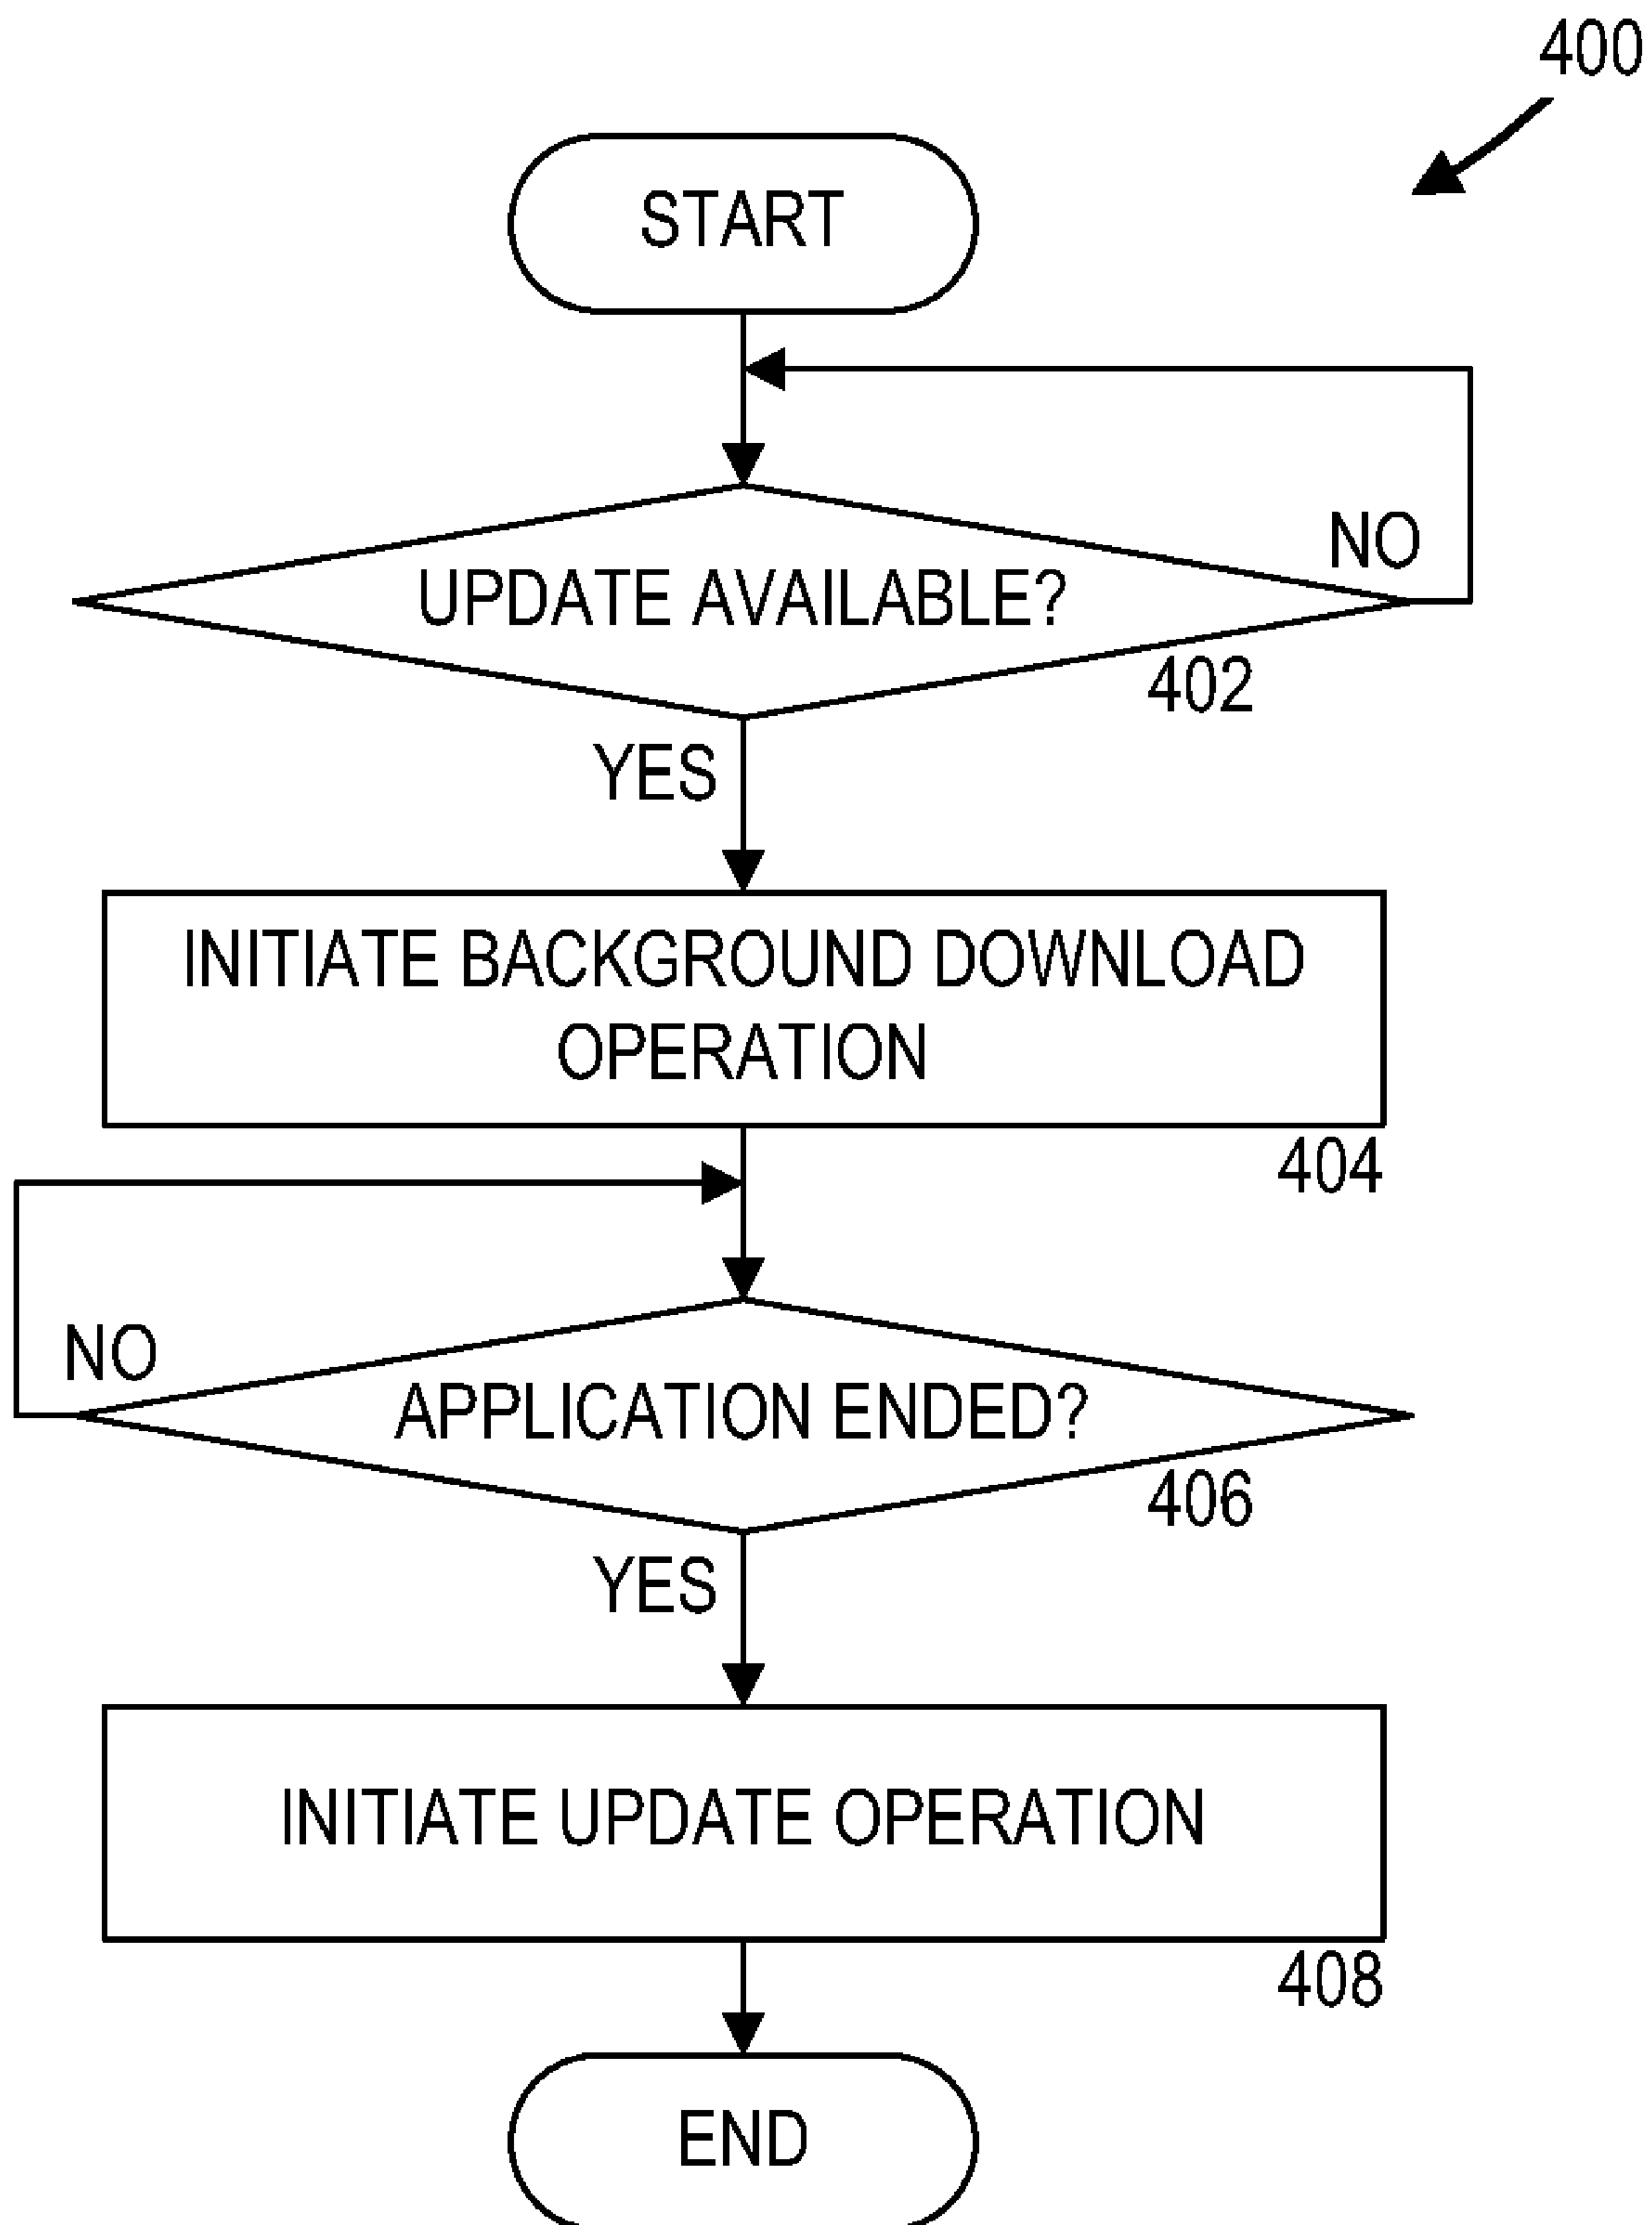 400
START
NO
UPDATE AVAILABLE?
402
YES
INITIATE BACKGROUND DOWNLOAD
OPERATION
404
NO
APPLICATION ENDED?
406
YES
INITIATE UPDATE OPERATION
408
END